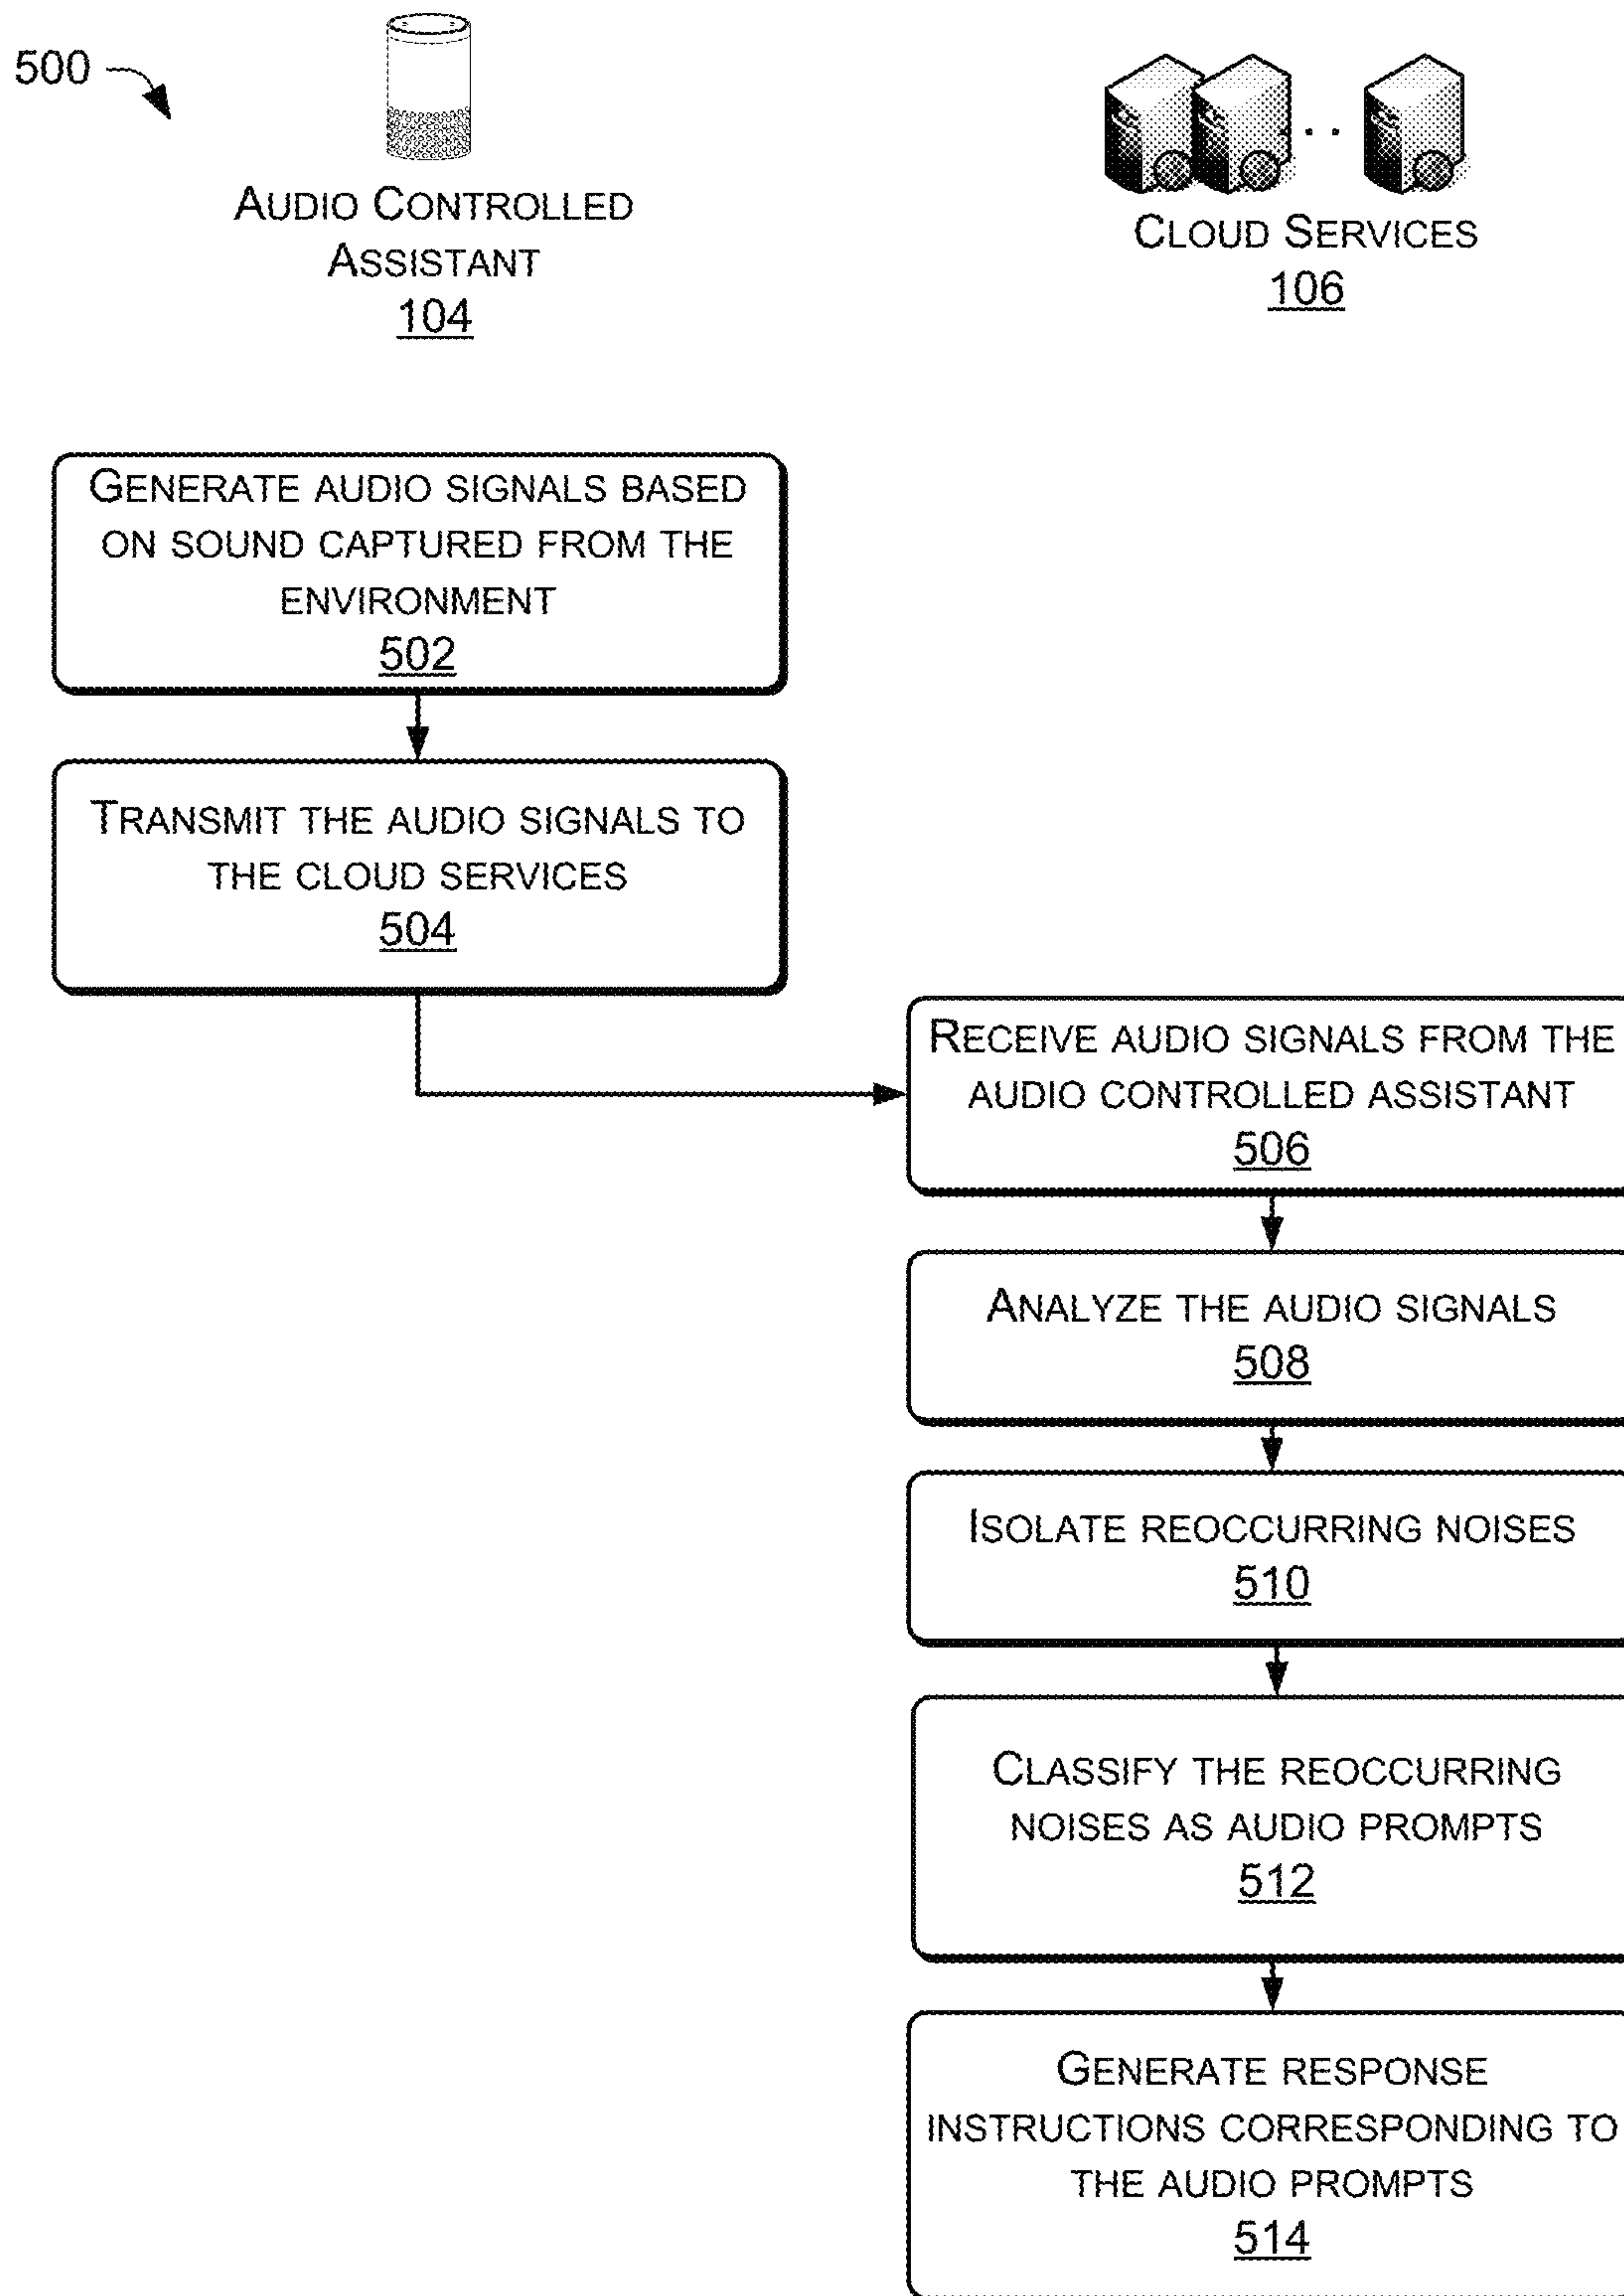 500
AUDIO CONTROLLED
ASSISTANT
104
CLOUD SERVICES
106
GENERATE AUDIO SIGNALS BASED
ON SOUND CAPTURED FROM THE
ENVIRONMENT
502
TRANSMIT THE AUDIO SIGNALS TO
THE CLOUD SERVICES
504
RECEIVE AUDIO SIGNALS FROM THE
AUDIO CONTROLLED ASSISTANT
506
ANALYZE THE AUDIO SIGNALS
508
ISOLATE REOCCURRING NOISES
510
CLASSIFY THE REOCCURRING
NOISES AS AUDIO PROMPTS
512
GENERATE RESPONSE
INSTRUCTIONS CORRESPONDING TO
THE AUDIO PROMPTS
514